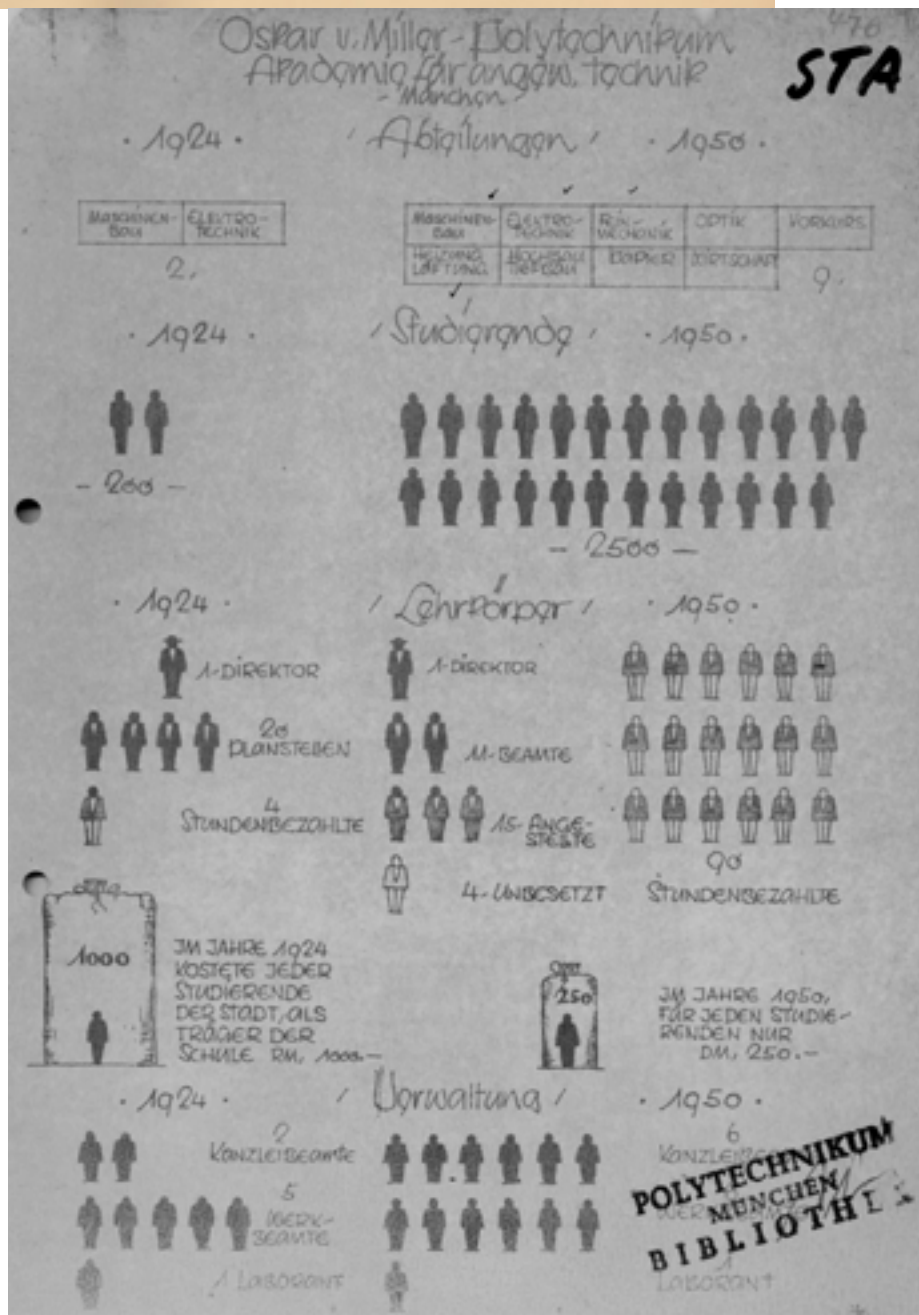 476
STA
Oskar v. Miller-Polytechnikum
Akademie für angew. Technik
- München -
· 1924 · / Abteilungen / · 1950 ·
MASCHINEN-BAU ELEKTRO-TECHNIK
MASCHINEN-BAU ELEKTRO-TECHNIK FEIN-MECHANIK OPTIK VORKURS
HEIZUNG LÜFTUNG HOCHBAU TIEFBAU PAPIER WIRTSCHAFT
2. 9.
· 1924 · / Studierende / · 1950 ·
- 200 -
- 2500 -
· 1924 · / Lehrkörper / · 1950 ·
1-DIREKTOR 1-DIREKTOR
20
PLANSTELLEN 11-BEAMTE
4
STUNDENBEZAHLTE 15-ANGE-
STELLTE
4-UNBESETZT
90
STUNDENBEZAHLTE
1000
IM JAHRE 1924
KOSTETE JEDER
STUDIERENDE
DER STADT, ALS
TRÄGER DER
SCHULE RM. 1000.-
250
IM JAHRE 1950,
FÜR JEDEN STUDIE-
RENDEN NUR
DM. 250.-
· 1924 · / Verwaltung / · 1950 ·
2
KANZLEIBEAMTE
5
WERK-
BEAMTE
1 LABORANT
6
1
LABORANT
POLYTECHNIKUM
MÜNCHEN
BIBLIOTHEK